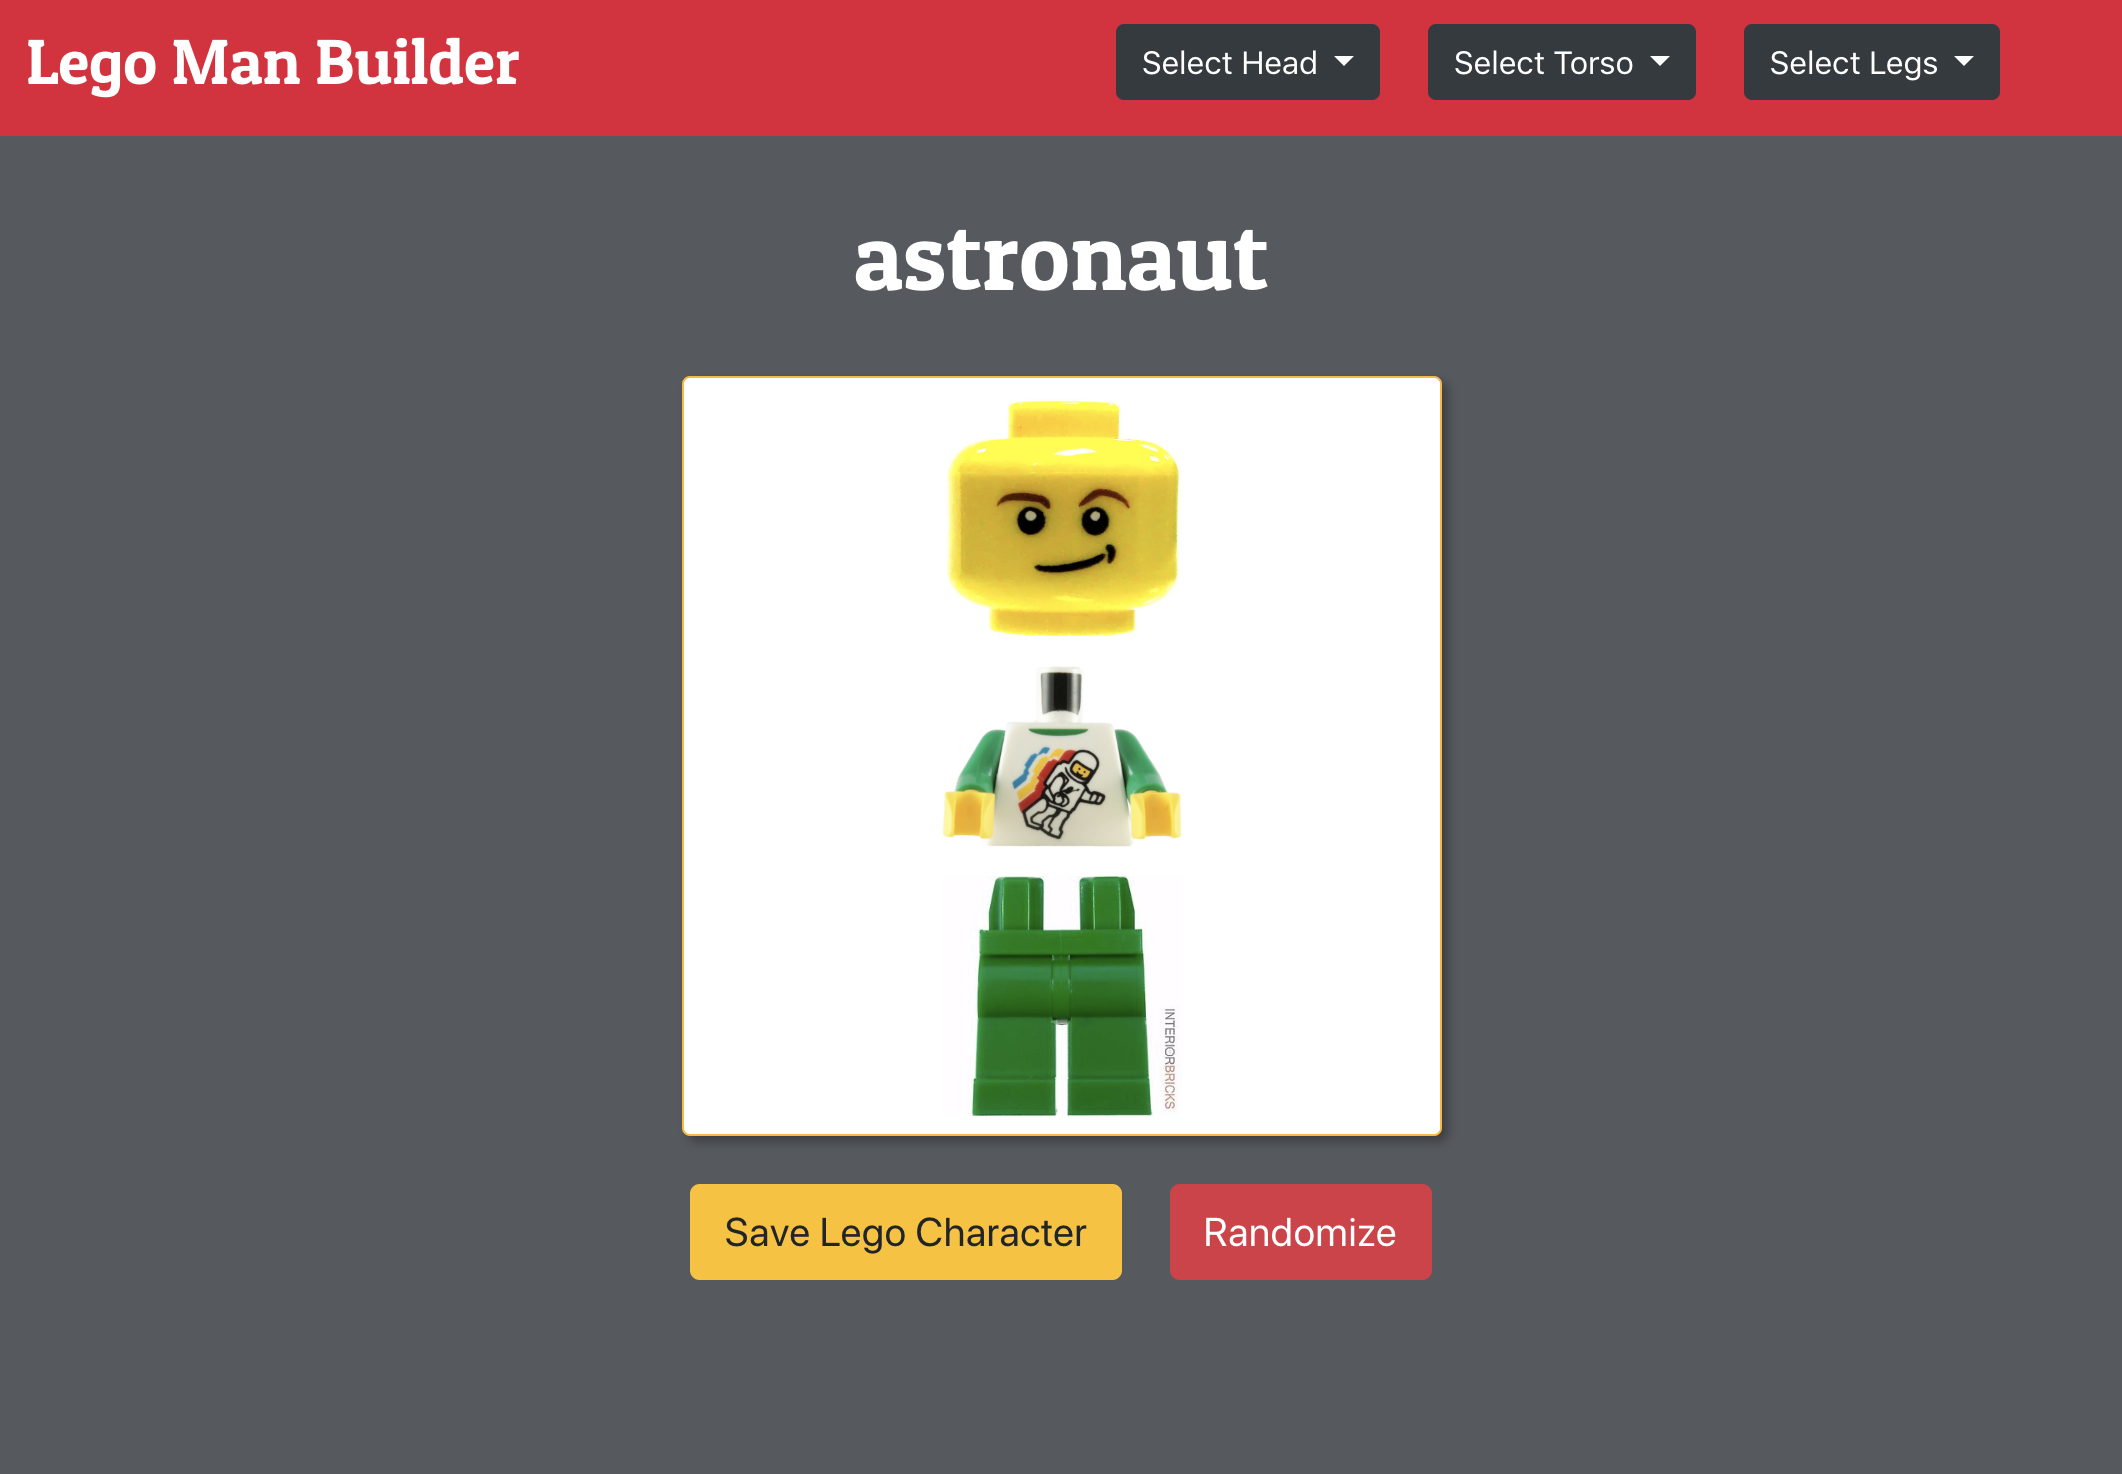 Lego Man Builder
Select Head
Select Torso
Select Legs
astronaut
INTERIORBRICKS
Save Lego Character
Randomize